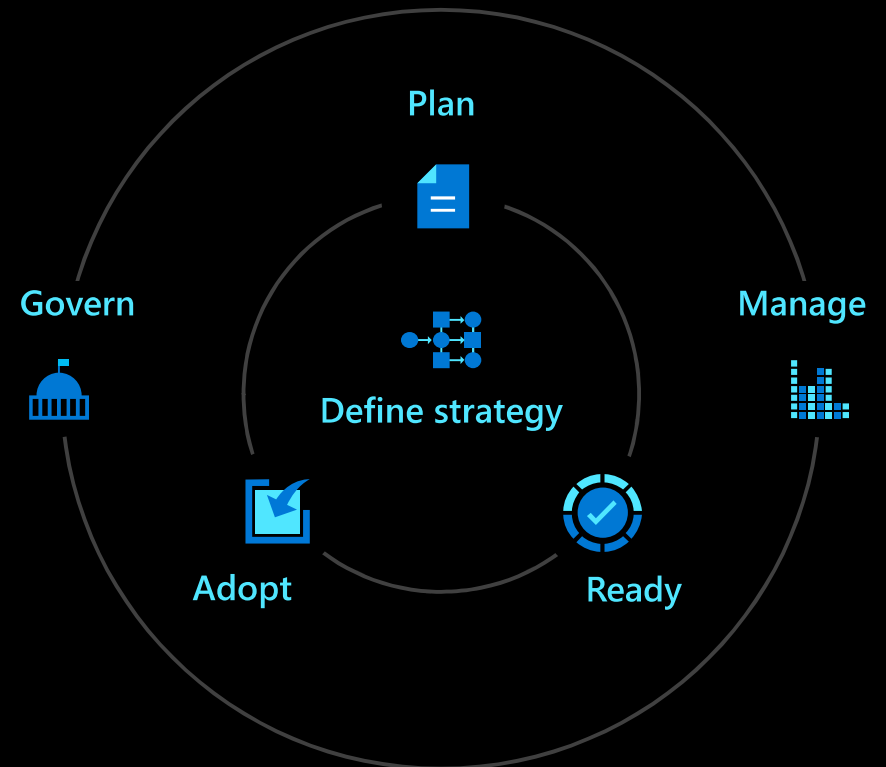 Plan
Govern
Manage
Define strategy
Adopt
Ready